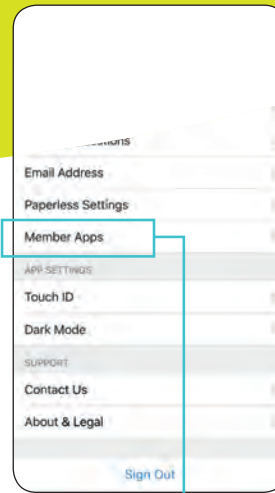 Email Address
Paperless Settings
Member Apps
APP SETTINGS
Touch ID
Dark Mode
SUPPORT
Contact Us
About & Legal
Sign Out